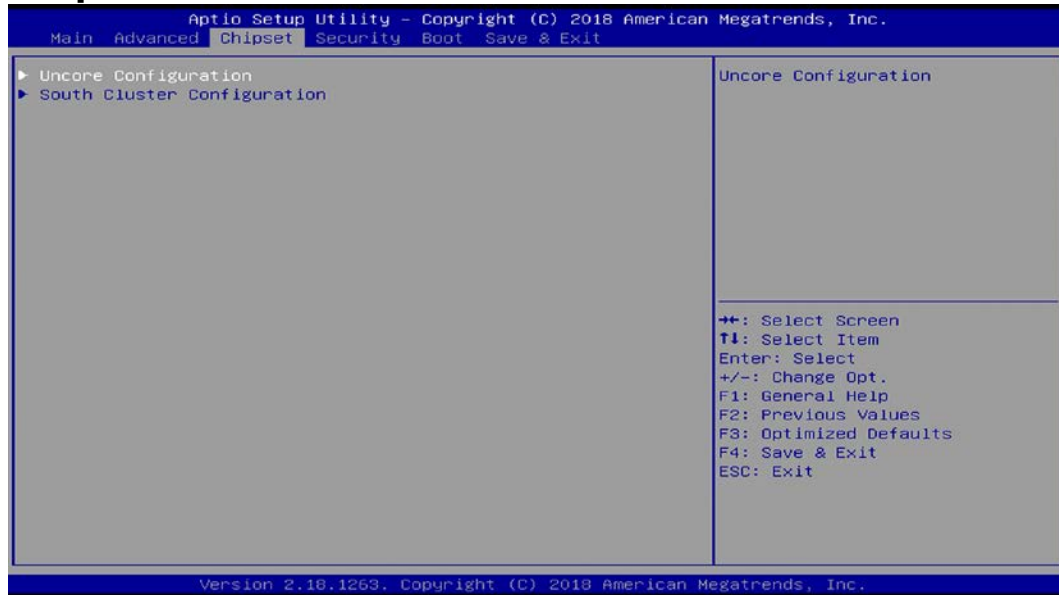 Aptio Setup Utility – Copyright (C) 2018 American Megatrends, Inc.
Main Advanced Chipset Security Boot Save & Exit
► Uncore Configuration
► South Cluster Configuration
Uncore Configuration
→←: Select Screen
↑↓: Select Item
Enter: Select
+/-: Change Opt.
F1: General Help
F2: Previous Values
F3: Optimized Defaults
F4: Save & Exit
ESC: Exit
Version 2.18.1263. Copyright (C) 2018 American Megatrends, Inc.